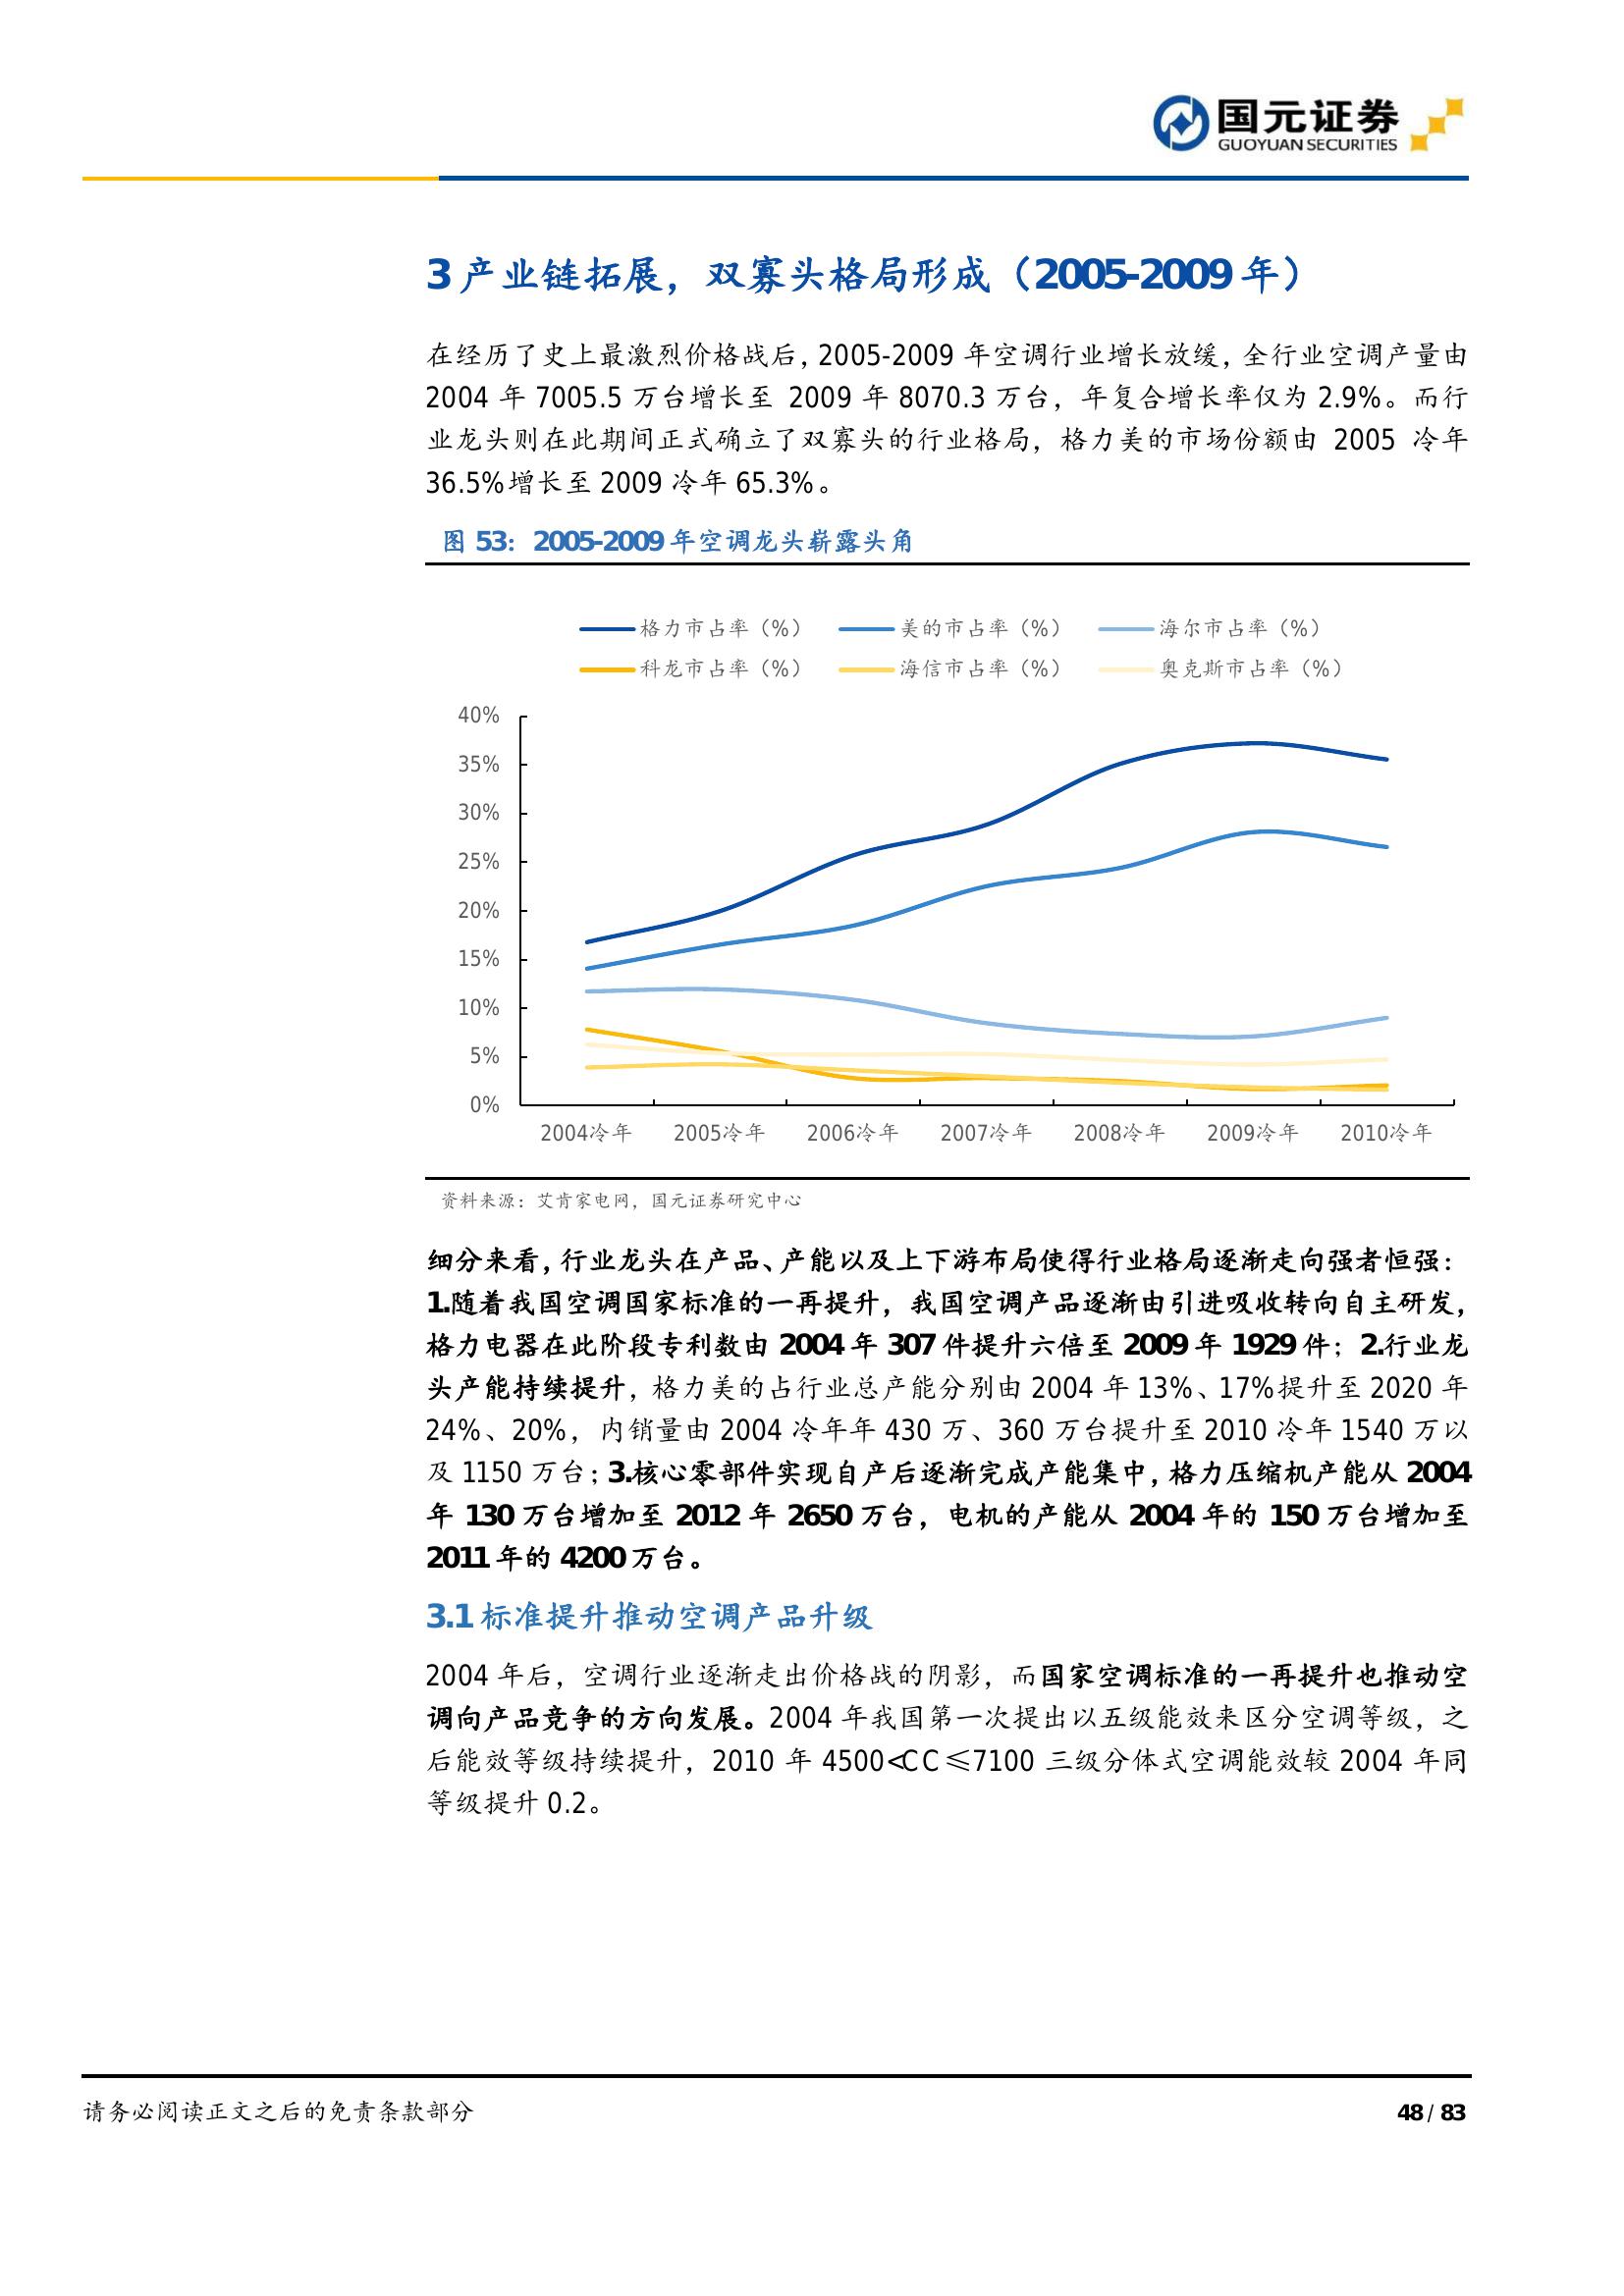 国元证券
GUOYUAN SECURITIES
3 产业链拓展，双寡头格局形成（2005-2009 年）
在经历了史上最激烈价格战后，2005-2009 年空调行业增长放缓，全行业空调产量由
2004 年 7005.5 万台增长至 2009 年 8070.3 万台，年复合增长率仅为 2.9%。而行
业龙头则在此期间正式确立了双寡头的行业格局，格力美的市场份额由 2005 冷年
36.5%增长至 2009 冷年 65.3%。
图 53：2005-2009 年空调龙头崭露头角
格力市占率（%） 美的市占率（%） 海尔市占率（%）
科龙市占率（%） 海信市占率（%） 奥克斯市占率（%）
40%
35%
30%
25%
20%
15%
10%
5%
0%
2004冷年 2005冷年 2006冷年 2007冷年 2008冷年 2009冷年 2010冷年
资料来源：艾肯家电网，国元证券研究中心
细分来看，行业龙头在产品、产能以及上下游布局使得行业格局逐渐走向强者恒强：
1.随着我国空调国家标准的一再提升，我国空调产品逐渐由引进吸收转向自主研发，
格力电器在此阶段专利数由 2004 年 307 件提升六倍至 2009 年 1929 件；2.行业龙
头产能持续提升，格力美的占行业总产能分别由 2004 年 13%、17%提升至 2020 年
24%、20%，内销量由 2004 冷年年 430 万、360 万台提升至 2010 冷年 1540 万以
及 1150 万台；3.核心零部件实现自产后逐渐完成产能集中，格力压缩机产能从 2004
年 130 万台增加至 2012 年 2650 万台，电机的产能从 2004 年的 150 万台增加至
2011 年的 4200 万台。
3.1 标准提升推动空调产品升级
2004 年后，空调行业逐渐走出价格战的阴影，而国家空调标准的一再提升也推动空
调向产品竞争的方向发展。2004 年我国第一次提出以五级能效来区分空调等级，之
后能效等级持续提升，2010 年 4500<CC≤7100 三级分体式空调能效较 2004 年同
等级提升 0.2。
请务必阅读正文之后的免责条款部分 48 / 83